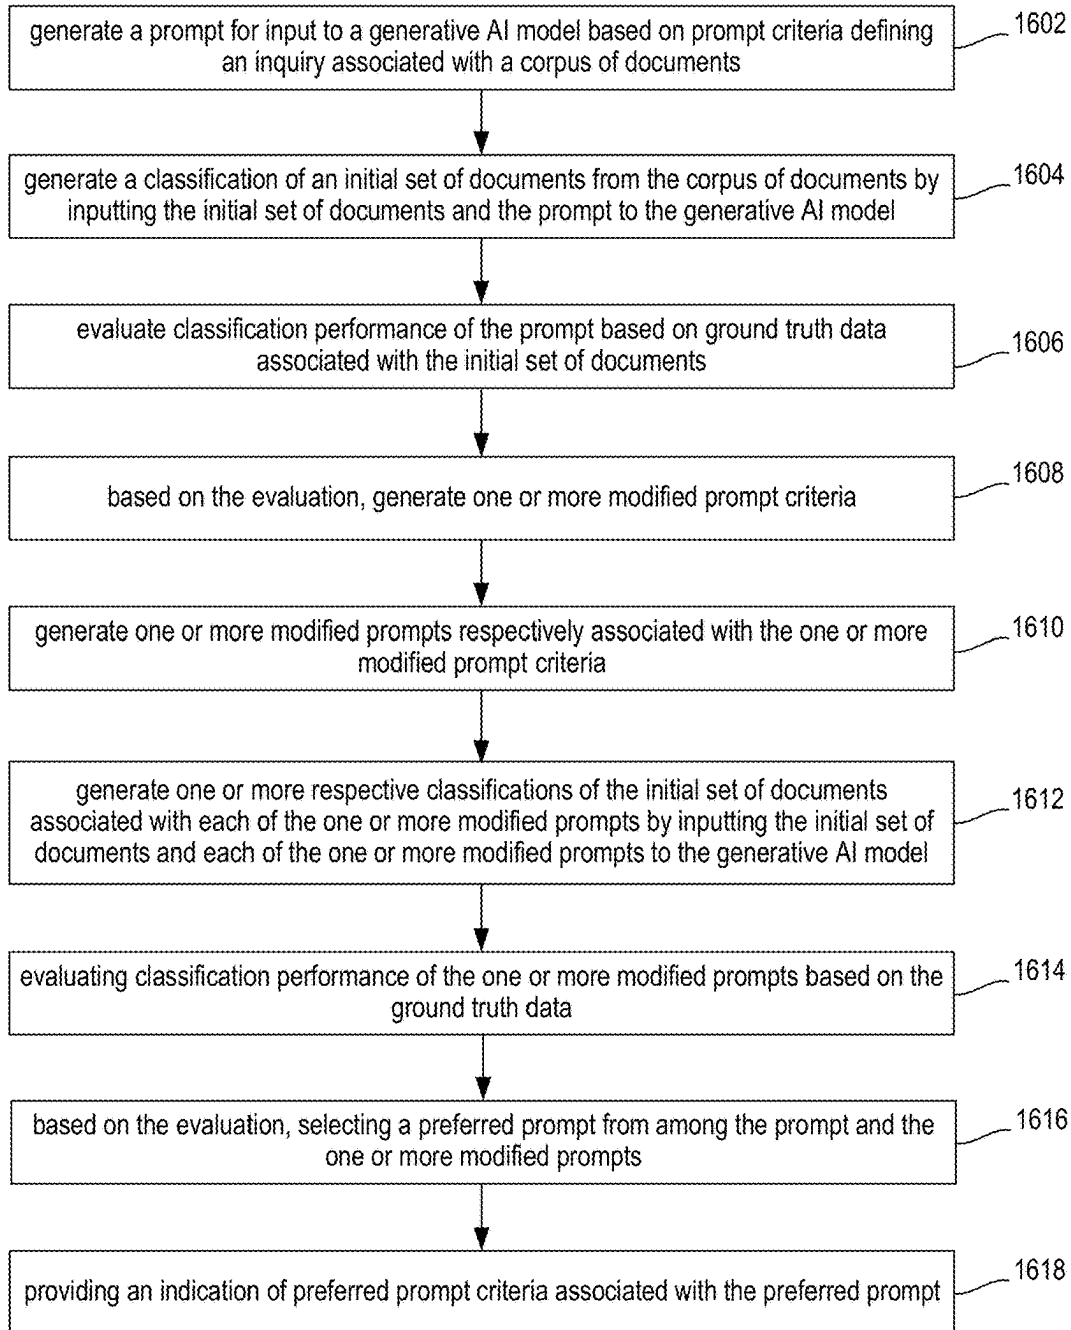 generate a prompt for input to a generative AI model based on prompt criteria defining
an inquiry associated with a corpus of documents
1602
generate a classification of an initial set of documents from the corpus of documents by
inputting the initial set of documents and the prompt to the generative AI model
1604
evaluate classification performance of the prompt based on ground truth data
associated with the initial set of documents
1606
based on the evaluation, generate one or more modified prompt criteria
1608
generate one or more modified prompts respectively associated with the one or more
modified prompt criteria
1610
generate one or more respective classifications of the initial set of documents
associated with each of the one or more modified prompts by inputting the initial set of
documents and each of the one or more modified prompts to the generative AI model
1612
evaluating classification performance of the one or more modified prompts based on the
ground truth data
1614
based on the evaluation, selecting a preferred prompt from among the prompt and the
one or more modified prompts
1616
providing an indication of preferred prompt criteria associated with the preferred prompt
1618